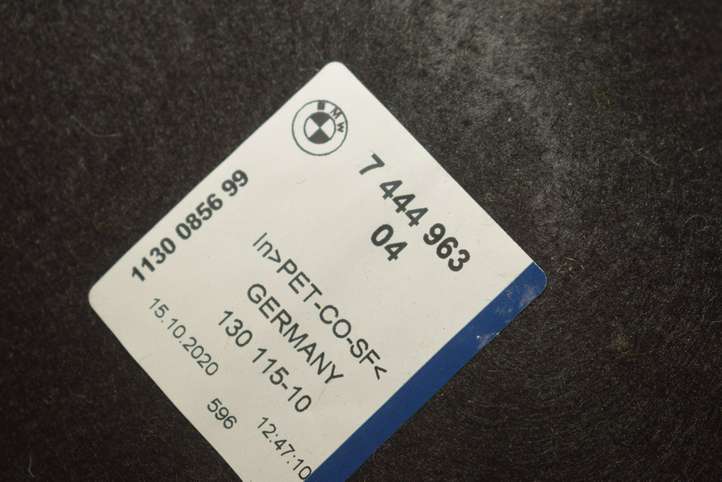 BMW
7 444 963
04
1130 0856 99
In>PET-CO-SF<
GERMANY
130 115-10
15.10.2020
596
12:47:10